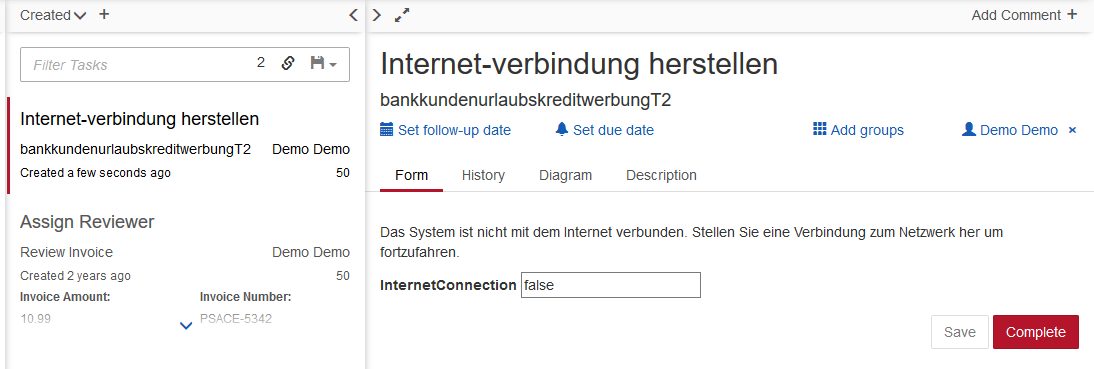 Created +
Filter Tasks 2
Internet-verbindung herstellen
bankkundenurlaubskreditwerbungT2 Demo Demo
Created a few seconds ago 50
Assign Reviewer
Review Invoice Demo Demo
Created 2 years ago 50
Invoice Amount: Invoice Number:
10.99 PSACE-5342
Add Comment +
Internet-verbindung herstellen
bankkundenurlaubskreditwerbungT2
Set follow-up date Set due date Add groups Demo Demo ×
Form History Diagram Description
Das System ist nicht mit dem Internet verbunden. Stellen Sie eine Verbindung zum Netzwerk her um
fortzufahren.
InternetConnection false
Save Complete